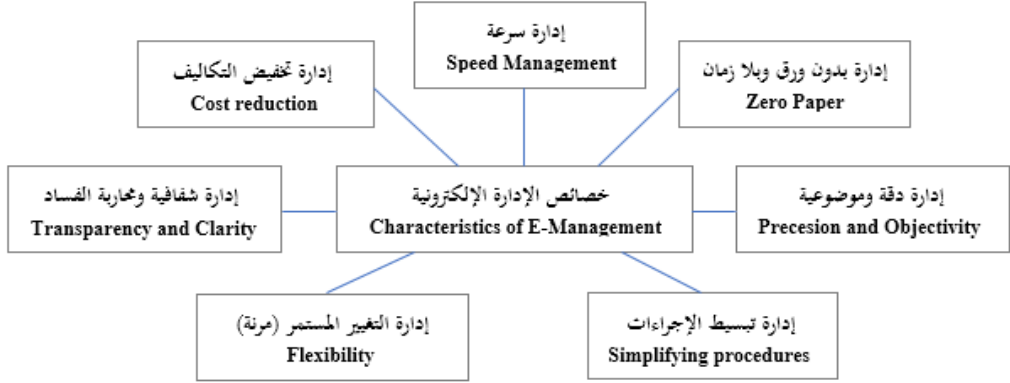 إدارة سرعة
Speed Management
إدارة بدون ورق وبلا زمان
Zero Paper
إدارة تخفيض التكاليف
Cost reduction
خصائص الإدارة الإلكترونية
Characteristics of E-Management
إدارة دقة وموضوعية
Precesion and Objectivity
إدارة شفافية ومحاربة الفساد
Transparency and Clarity
إدارة تبسيط الإجراءات
Simplifying procedures
إدارة التغيير المستمر (مرنة)
Flexibility